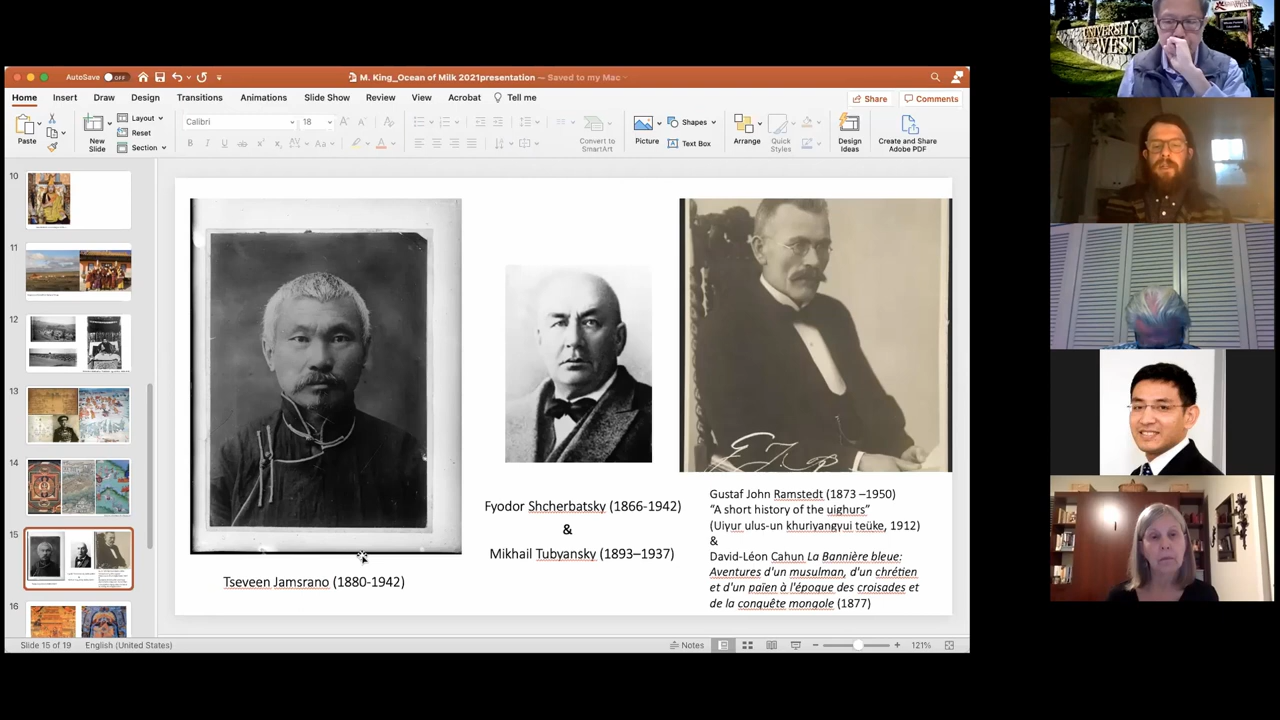 AutoSave
OFF
M. King_Ocean of Milk 2021presentation — Saved to my Mac
Home Insert Draw Design Transitions Animations Slide Show Review View Acrobat Tell me
Share Comments
Paste
New Slide
Layout
Reset
Section
Calibri 18
Convert to SmartArt
Picture
Shapes
Text Box
Arrange
Quick Styles
Design Ideas
Create and Share Adobe PDF
10
11
12
13
14
15
16
Tseveen Jamsrano (1880-1942)
Fyodor Shcherbatsky (1866-1942)
&
Mikhail Tubyansky (1893–1937)
Gustaf John Ramstedt (1873 –1950)
“A short history of the uighurs”
(Uiyur ulus-un khuriyangyui teüke, 1912)
&
David-Léon Cahun La Bannière bleue:
Aventures d'un musulman, d'un chrétien
et d'un païen à l'époque des croisades et
de la conquête mongole (1877)
Slide 15 of 19 English (United States)
Notes
121%
UNIVERSITY
WEST